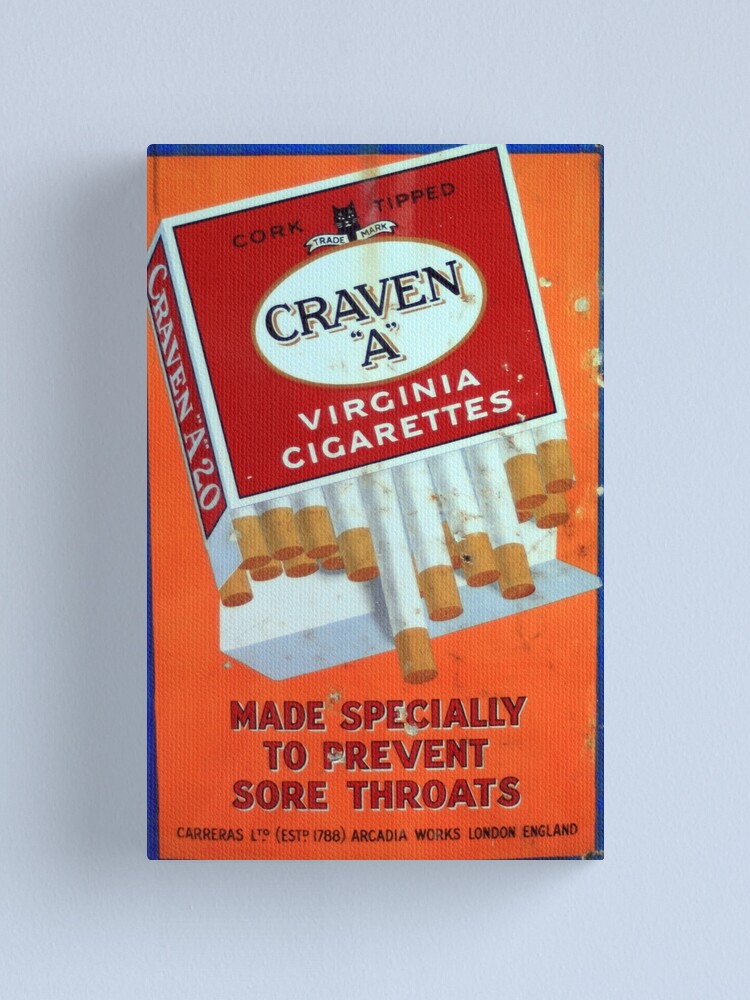 CORK TIPPED
TRADE MARK
CRAVEN
"A"
VIRGINIA
CIGARETTES
CRAVEN "A" 20
MADE SPECIALLY
TO PREVENT
SORE THROATS
CARRERAS LTD (ESTD 1788) ARCADIA WORKS LONDON ENGLAND